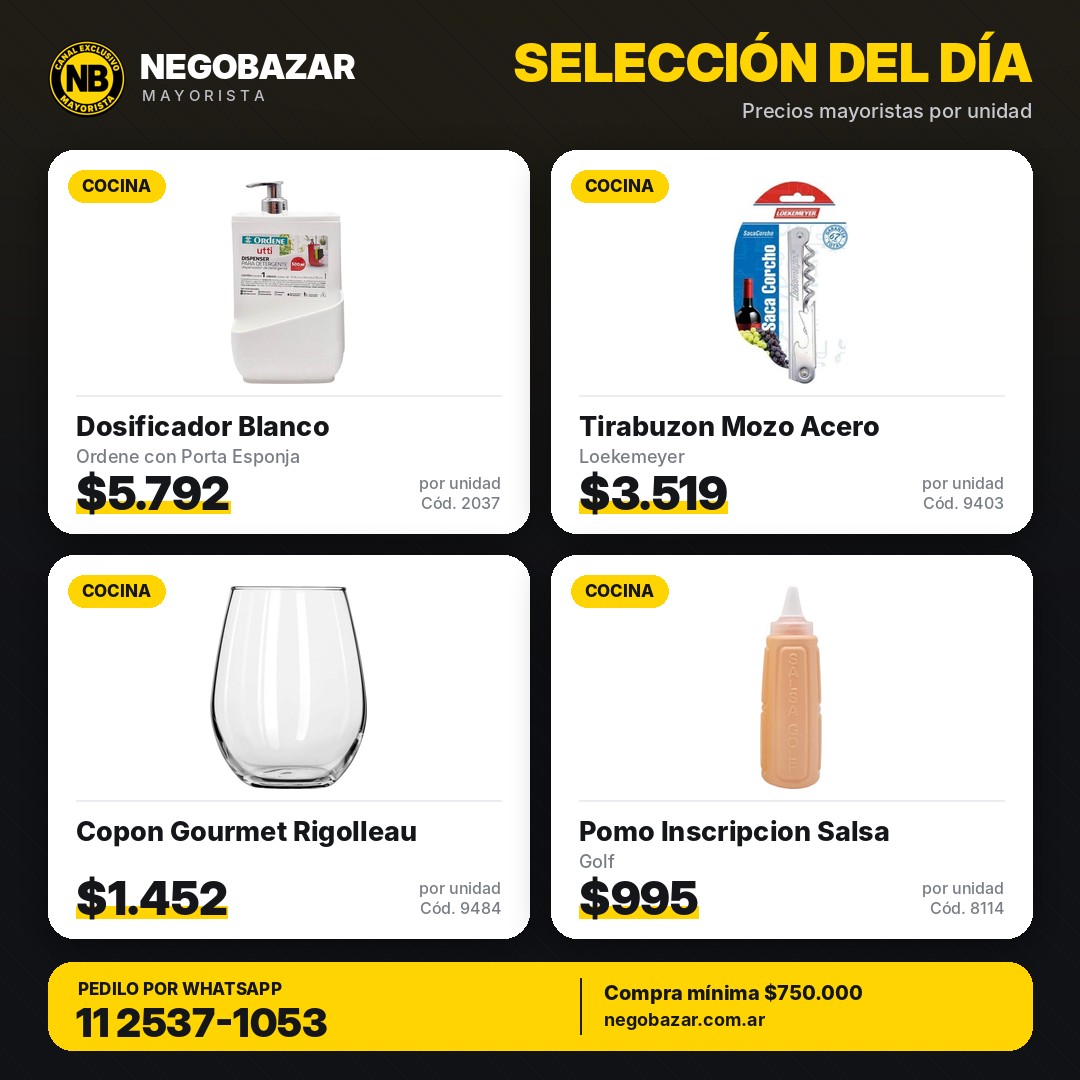 CANAL EXCLUSIVO
NB
MAYORISTA
NEGOBAZAR
MAYORISTA
SELECCIÓN DEL DÍA
Precios mayoristas por unidad
COCINA
ORDENE
utti
DISPENSER
PARA DETERGENTE
500ml
Dosificador Blanco
Ordene con Porta Esponja
$5.792
por unidad
Cód. 2037
COCINA
LOEKEMEYER
SacaCorcho
Saca Corcho
Tirabuzon Mozo Acero
Loekemeyer
$3.519
por unidad
Cód. 9403
COCINA
Copon Gourmet Rigolleau
$1.452
por unidad
Cód. 9484
COCINA
SALSA GOLF
Pomo Inscripcion Salsa
Golf
$995
por unidad
Cód. 8114
PEDILO POR WHATSAPP
11 2537-1053
Compra mínima $750.000
negobazar.com.ar